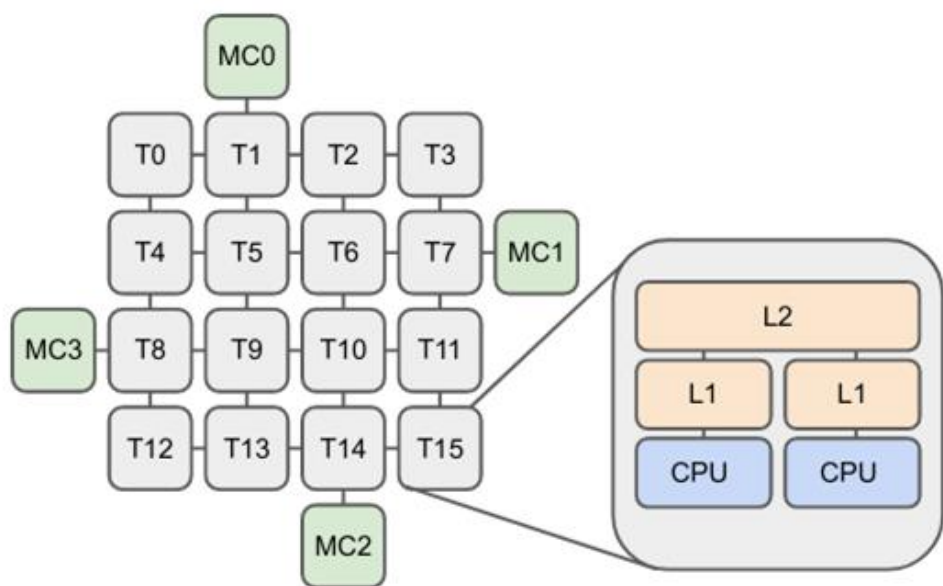 MC0
T0 T1 T2 T3
T4 T5 T6 T7 MC1
MC3 T8 T9 T10 T11
T12 T13 T14 T15
MC2
L2
L1 L1
CPU CPU